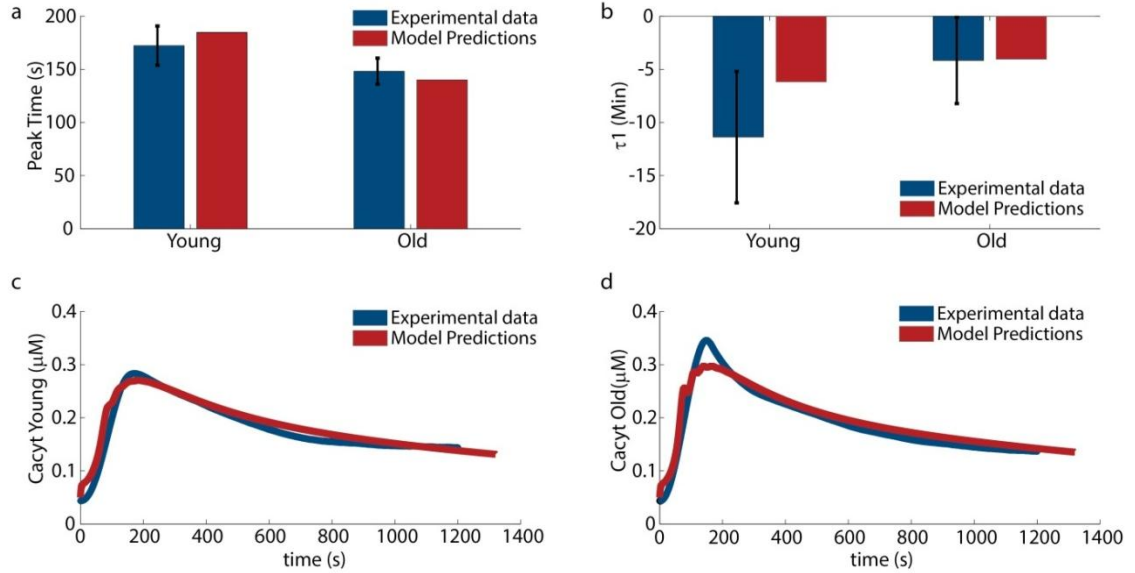 a
200
150
100
50
0
Peak Time (s)
Experimental data
Model Predictions
Young
Old
b
0
-5
-10
-15
-20
τ1 (Min)
Experimental data
Model Predictions
Young
Old
c
0.4
0.3
0.2
0.1
0
Cacyt Young (μM)
Experimental data
Model Predictions
0 200 400 600 800 1000 1200 1400
time (s)
d
0.4
0.3
0.2
0.1
0
Cacyt Old(μM)
Experimental data
Model Predictions
0 200 400 600 800 1000 1200 1400
time (s)